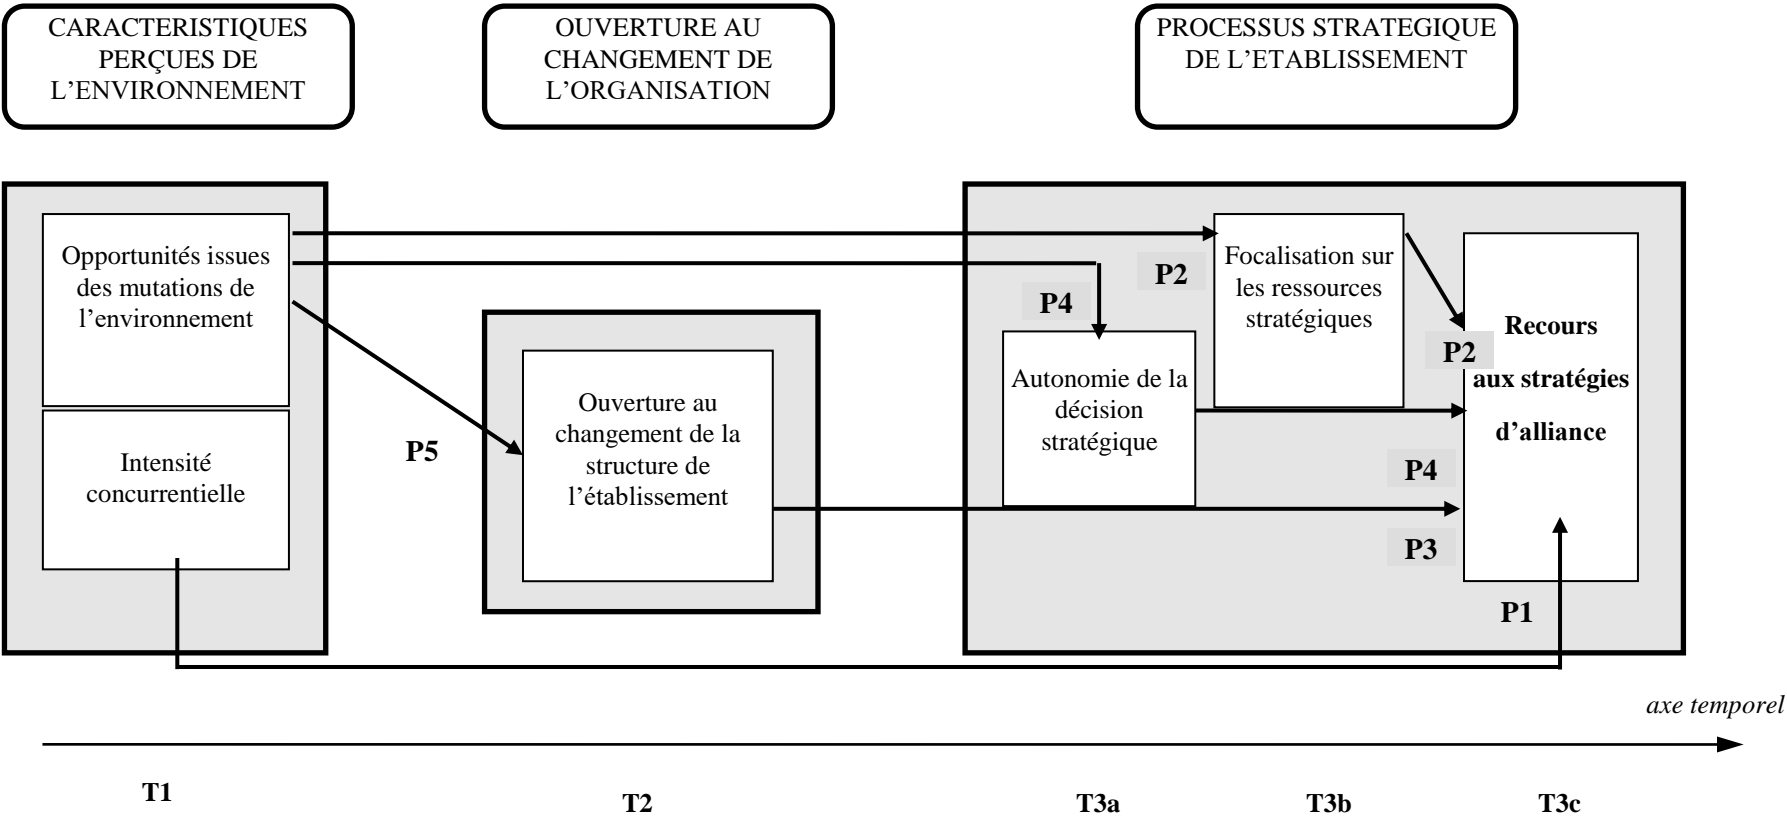 CARACTERISTIQUES
PERÇUES DE
L’ENVIRONNEMENT
OUVERTURE AU
CHANGEMENT DE
L’ORGANISATION
PROCESSUS STRATEGIQUE
DE L’ETABLISSEMENT
Opportunités issues
des mutations de
l’environnement
Intensité
concurrentielle
P5
Ouverture au
changement de la
structure de
l’établissement
P4
P2
Autonomie de la
décision
stratégique
Focalisation sur
les ressources
stratégiques
P2
Recours
aux stratégies
d’alliance
P4
P3
P1
axe temporel
T1
T2
T3a
T3b
T3c